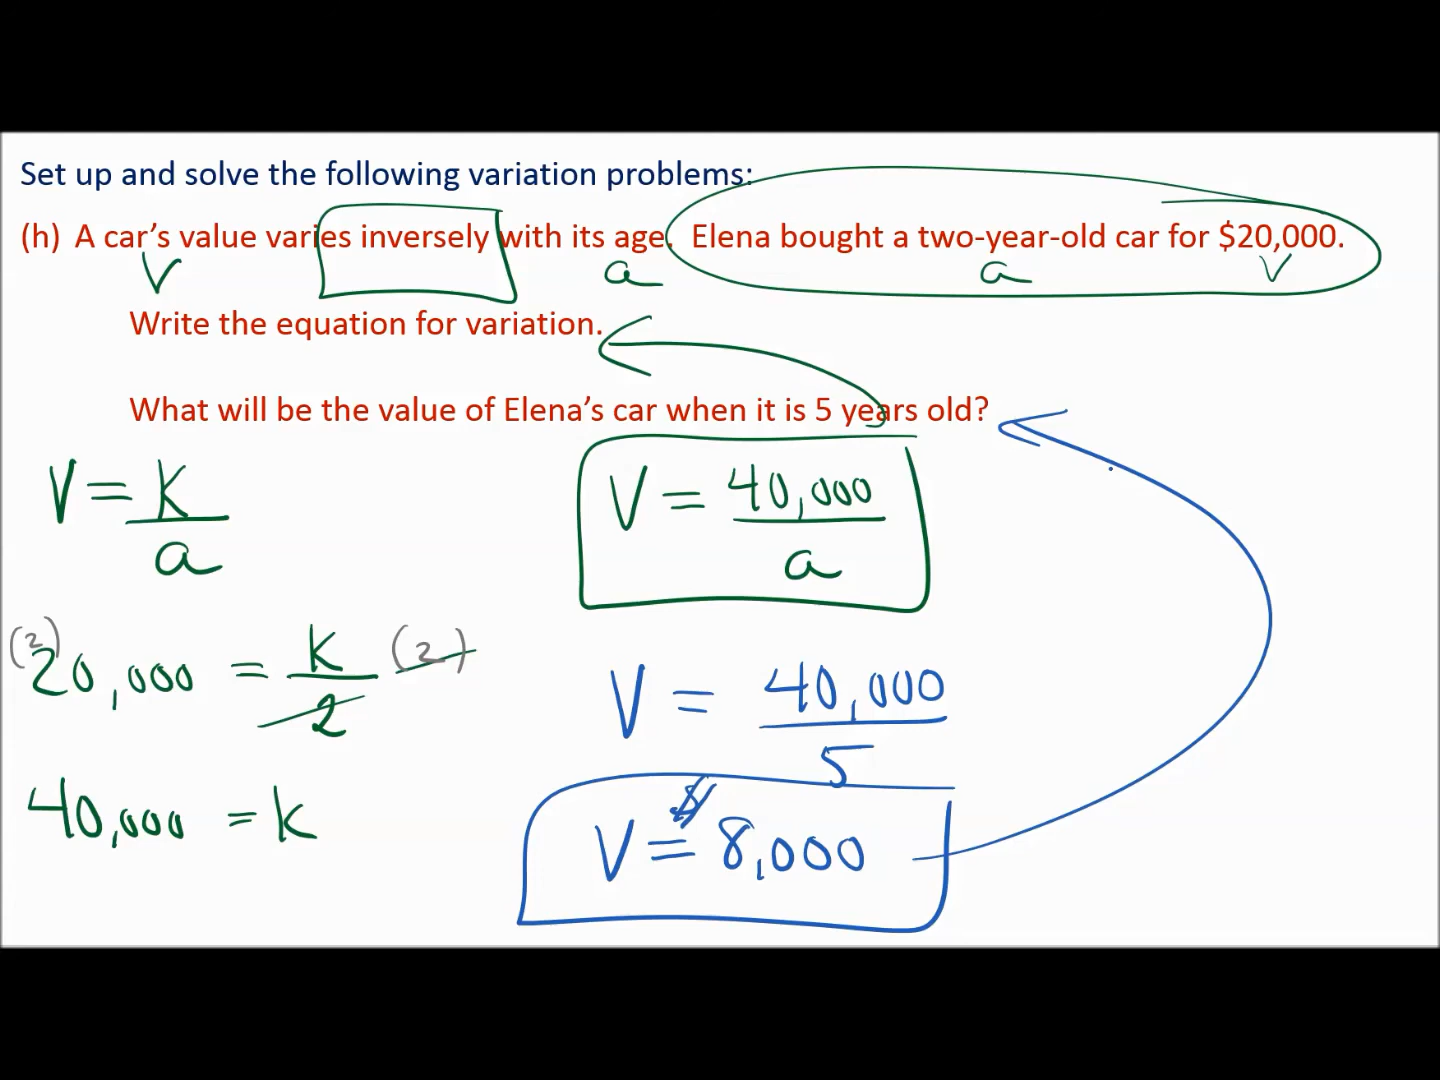 Set up and solve the following variation problems:
(h) A car's value varies inversely with its age. Elena bought a two-year-old car for $20,000.
V a a V
Write the equation for variation.
What will be the value of Elena's car when it is 5 years old?
V = K
a
(2) 20,000 = K (2)
2
40,000 = K
V = 40,000
a
V = 40,000
5
V = 8,000